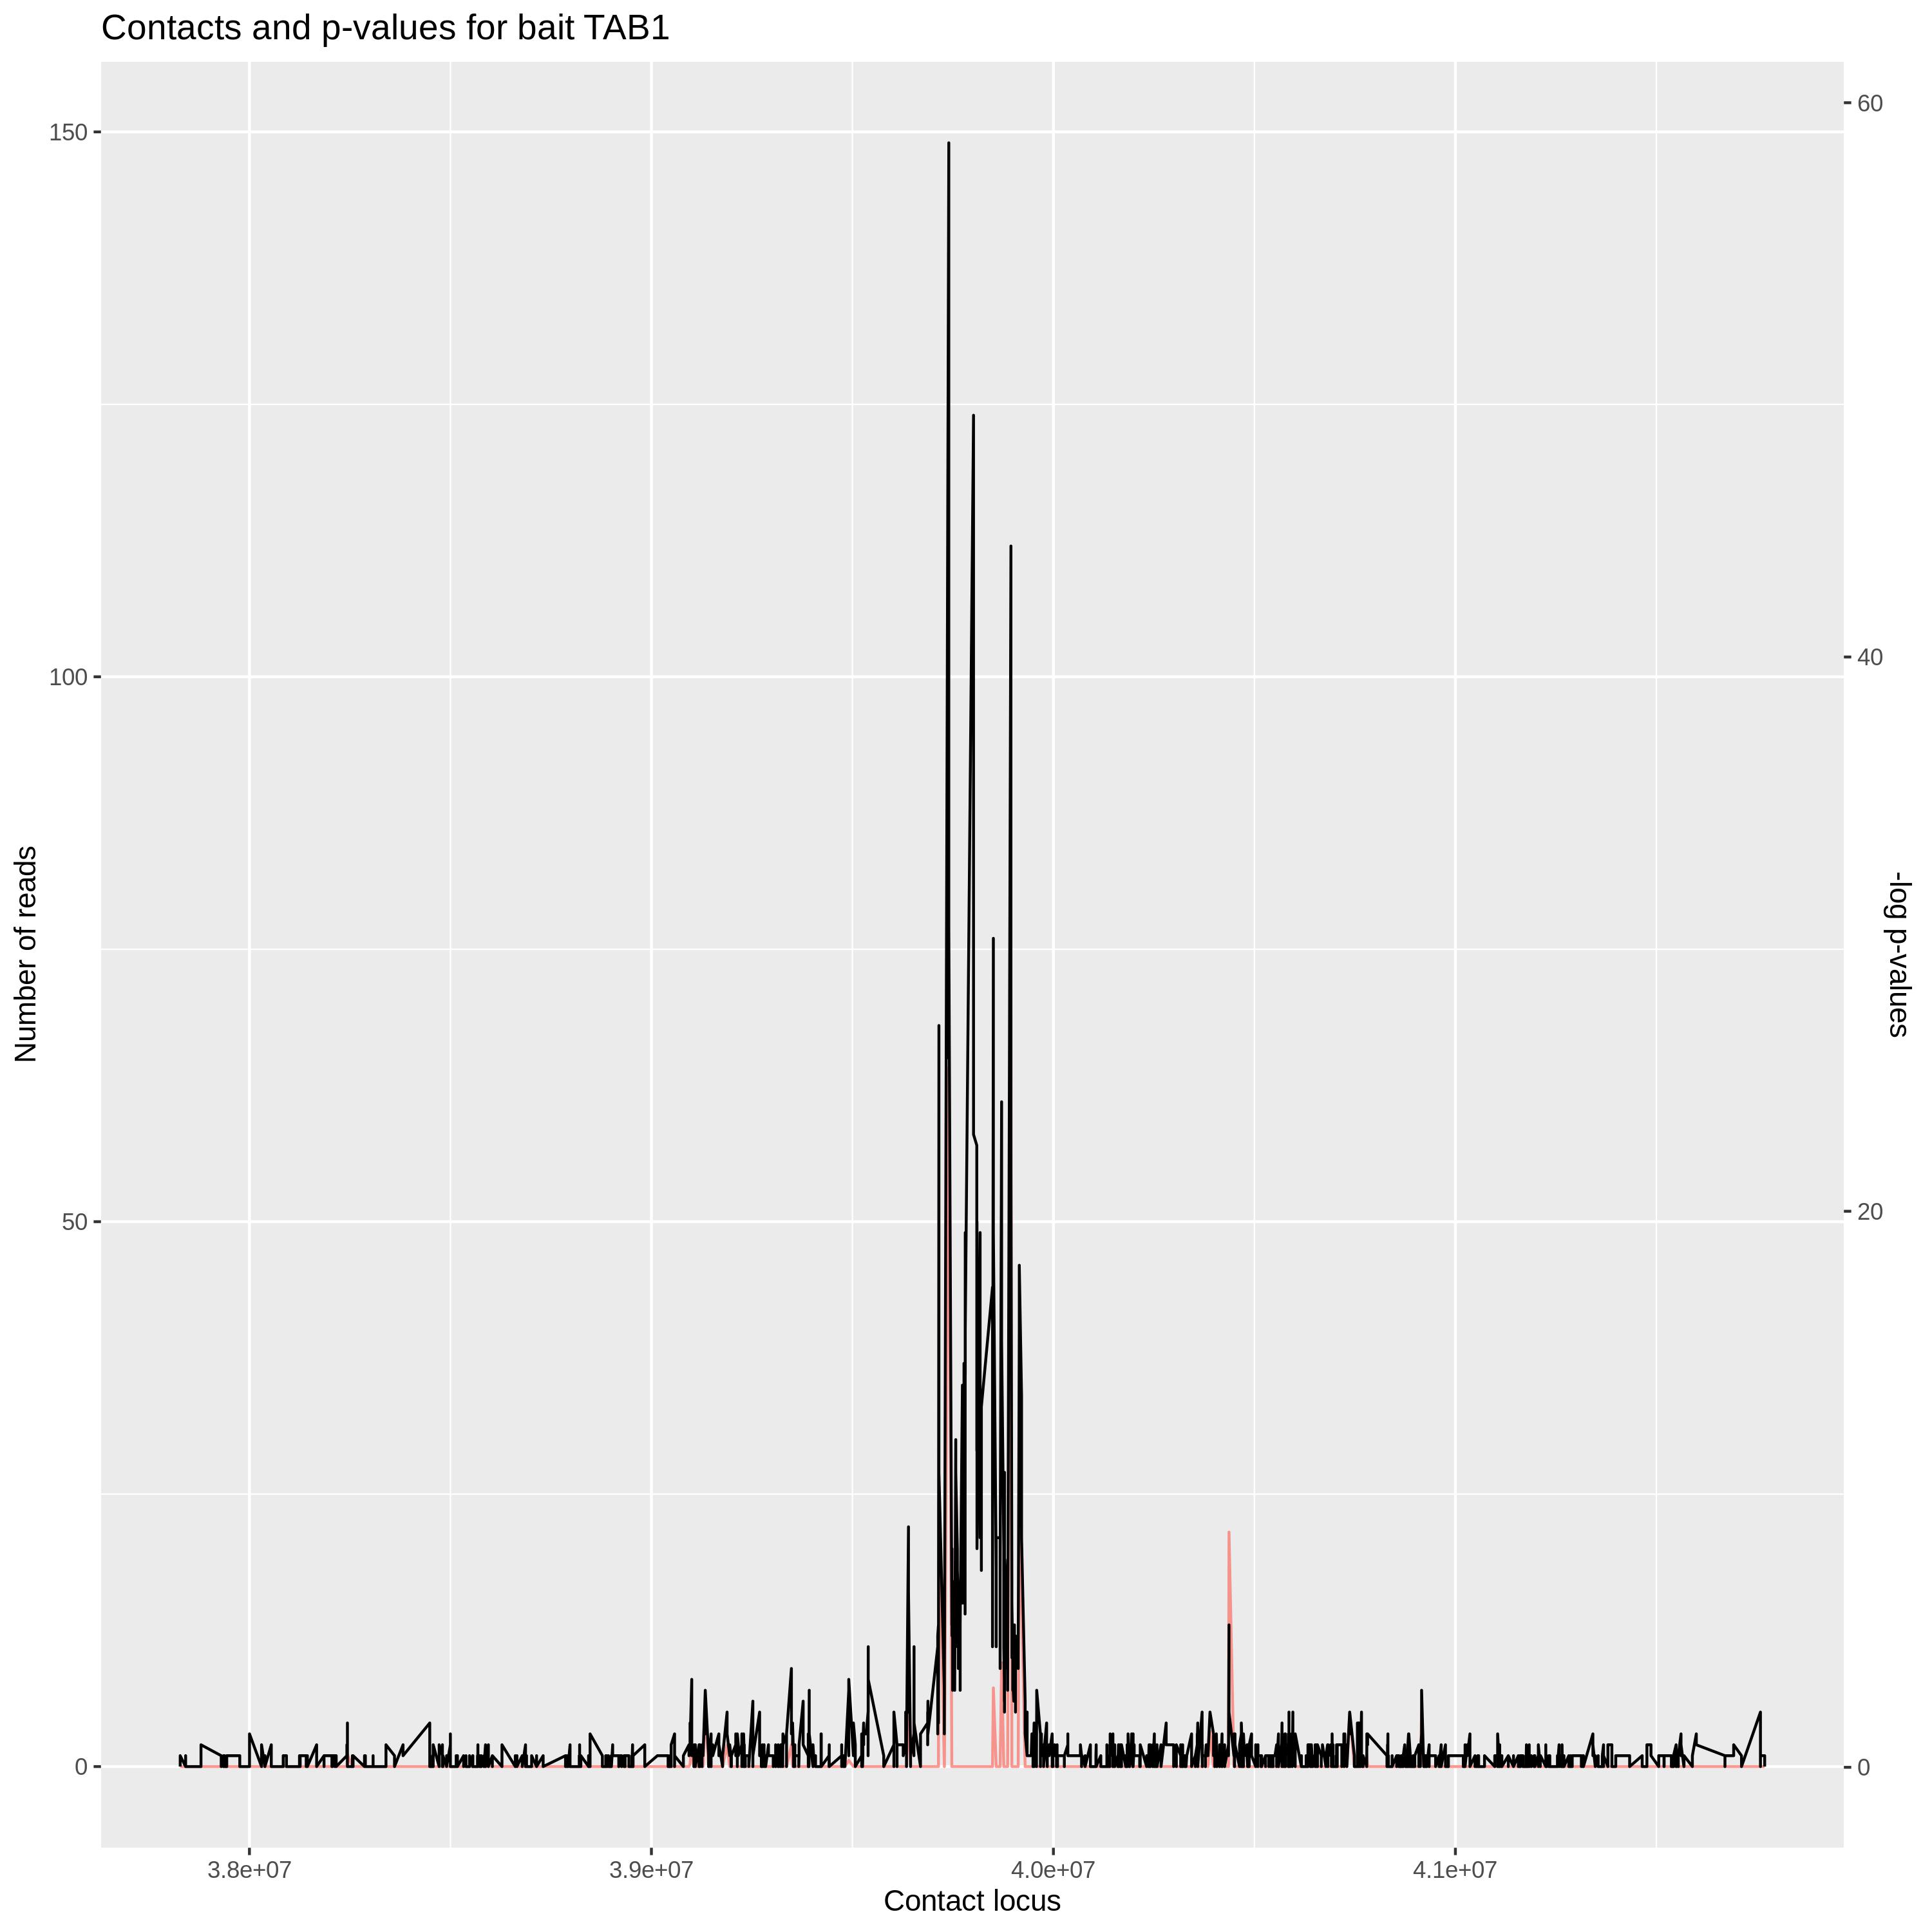 Contacts and p-values for bait TAB1
150
100
50
0
Number of reads
60
40
20
0
-log p-values
3.8e+07 3.9e+07 4.0e+07 4.1e+07
Contact locus